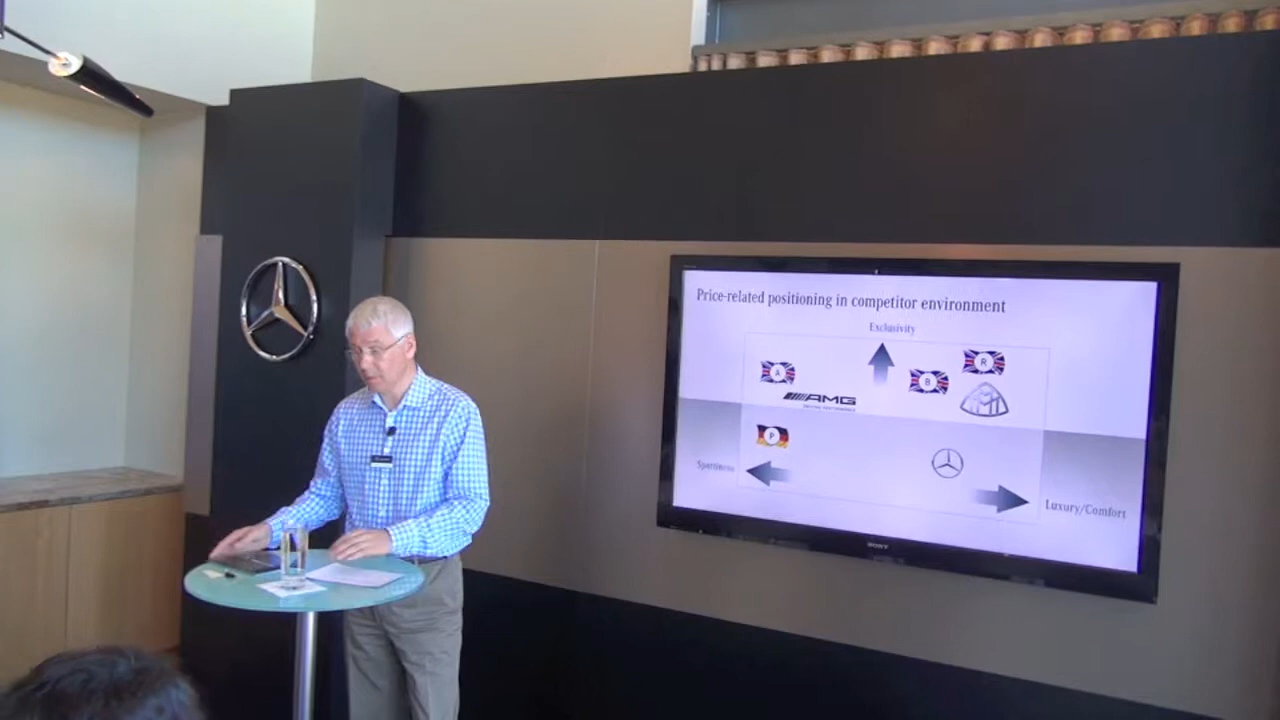 Price-related positioning in competitor environment
Exclusivity
R
A
B
AMG
P
Luxury/Comfort
SONY